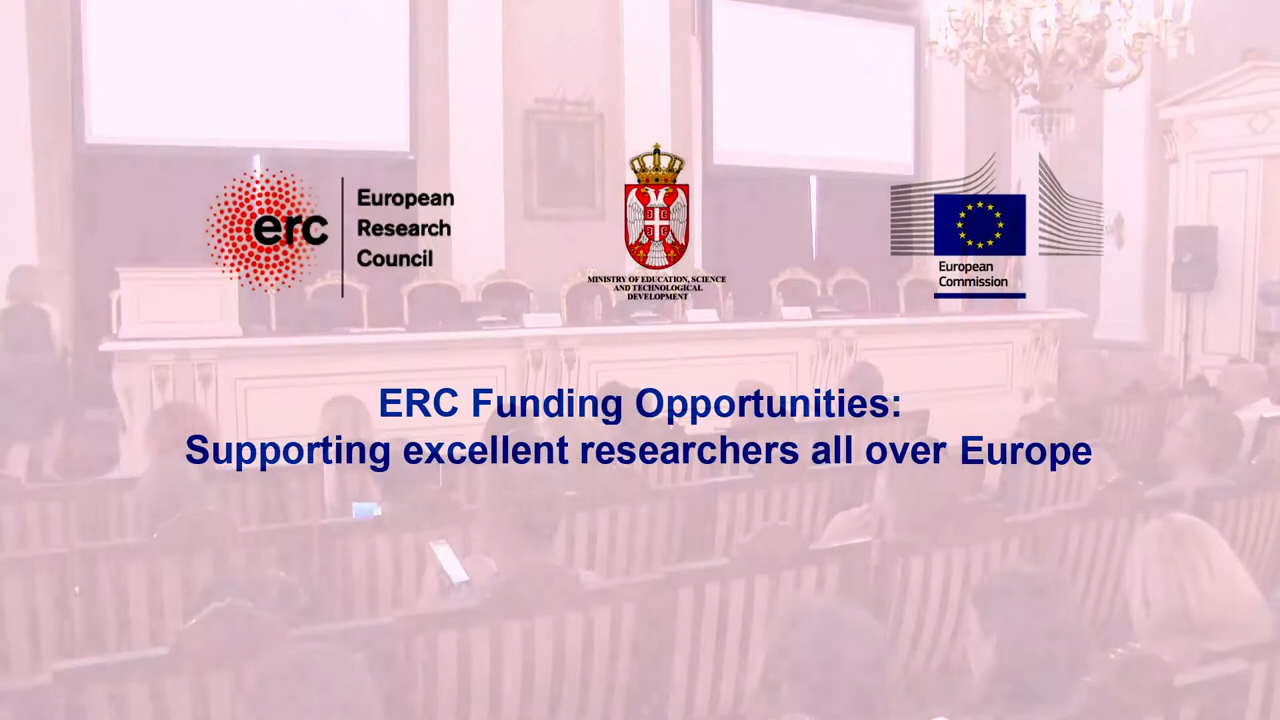 erc
European
Research
Council
MINISTRY OF EDUCATION, SCIENCE
AND TECHNOLOGICAL
DEVELOPMENT
European
Commission
ERC Funding Opportunities:
Supporting excellent researchers all over Europe